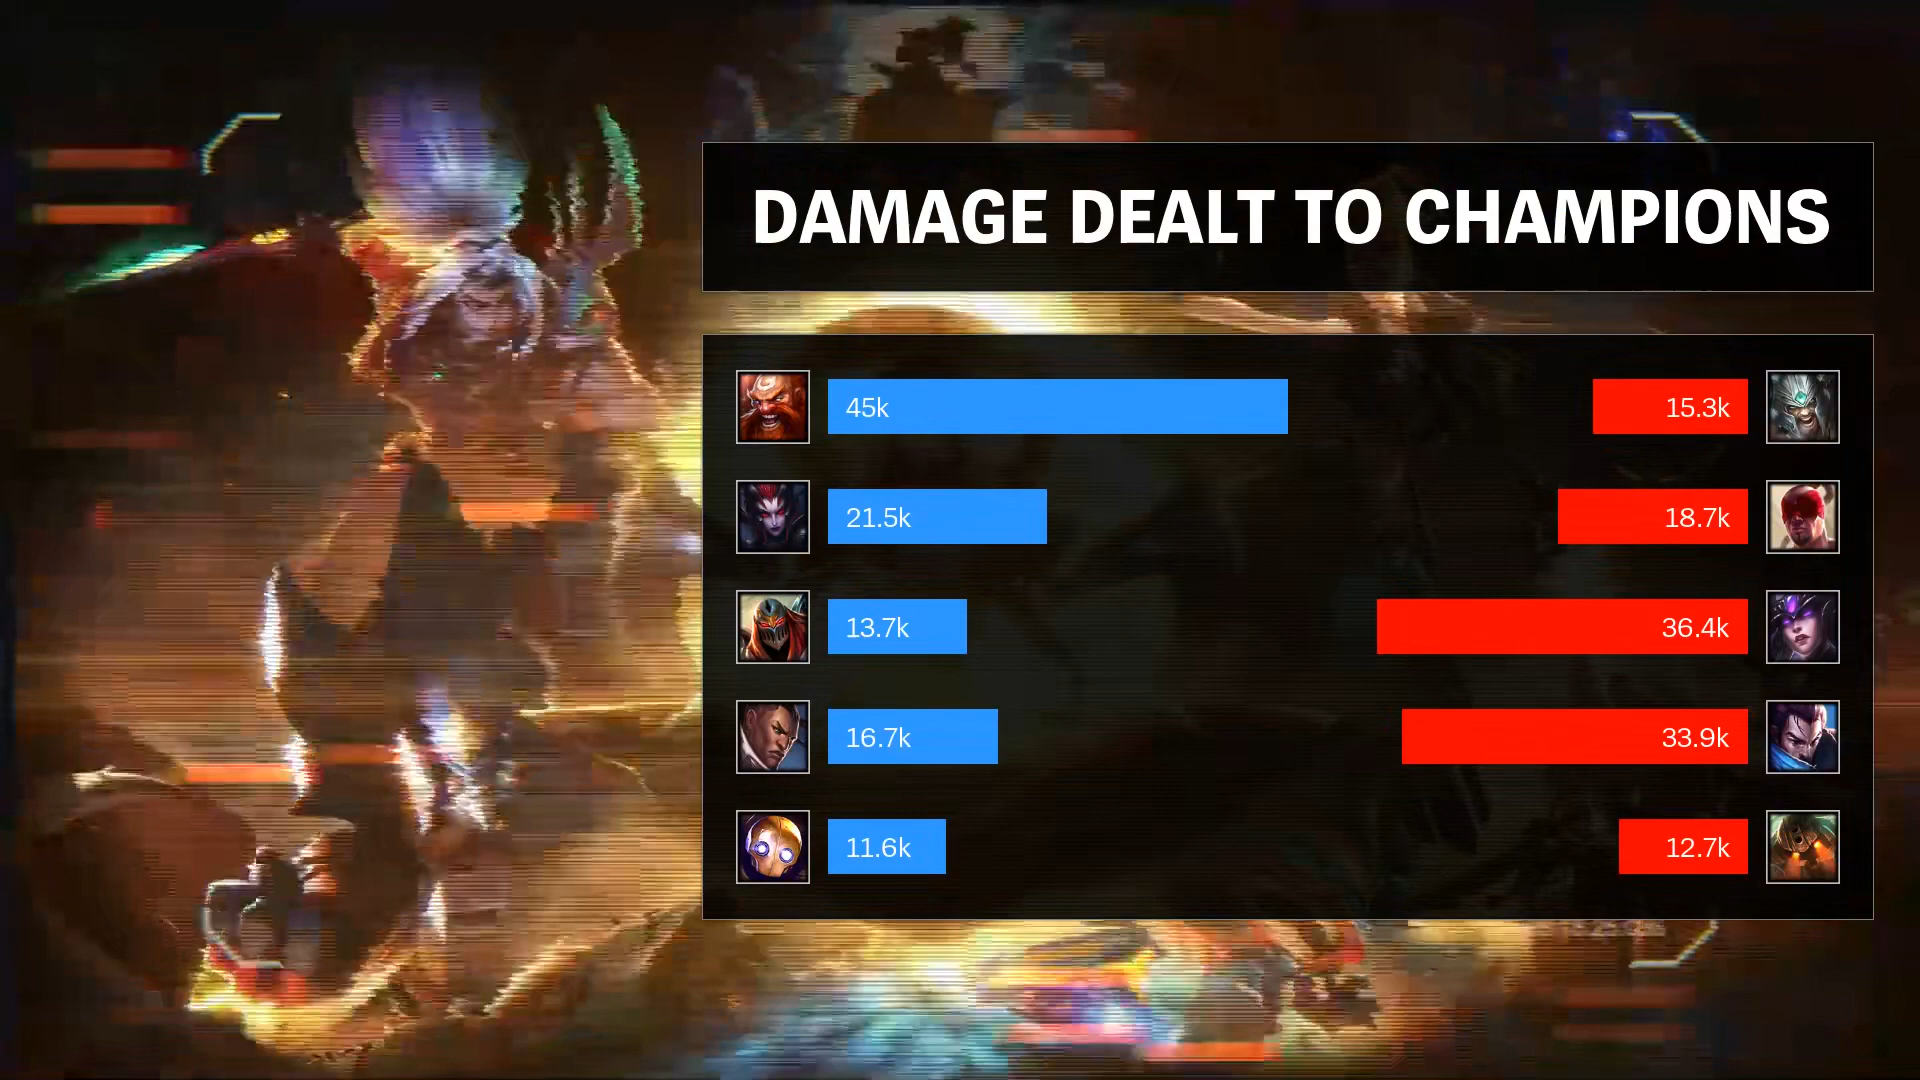 DAMAGE DEALT TO CHAMPIONS
45k 15.3k
21.5k 18.7k
13.7k 36.4k
16.7k 33.9k
11.6k 12.7k